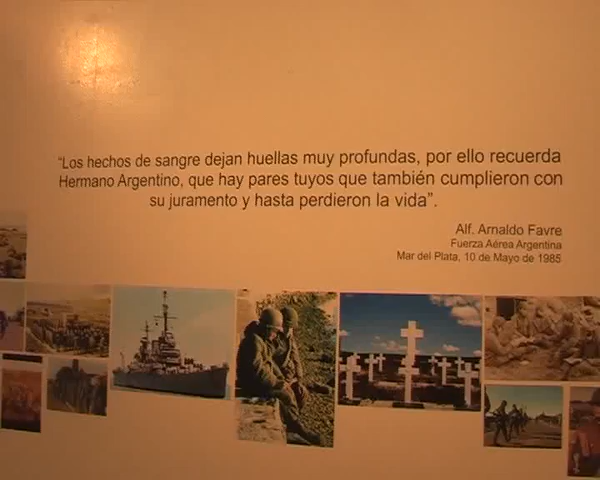 “Los hechos de sangre dejan huellas muy profundas, por ello recuerda
Hermano Argentino, que hay pares tuyos que también cumplieron con
su juramento y hasta perdieron la vida”.
Alf. Arnaldo Favre
Fuerza Aérea Argentina
Mar del Plata, 10 de Mayo de 1985